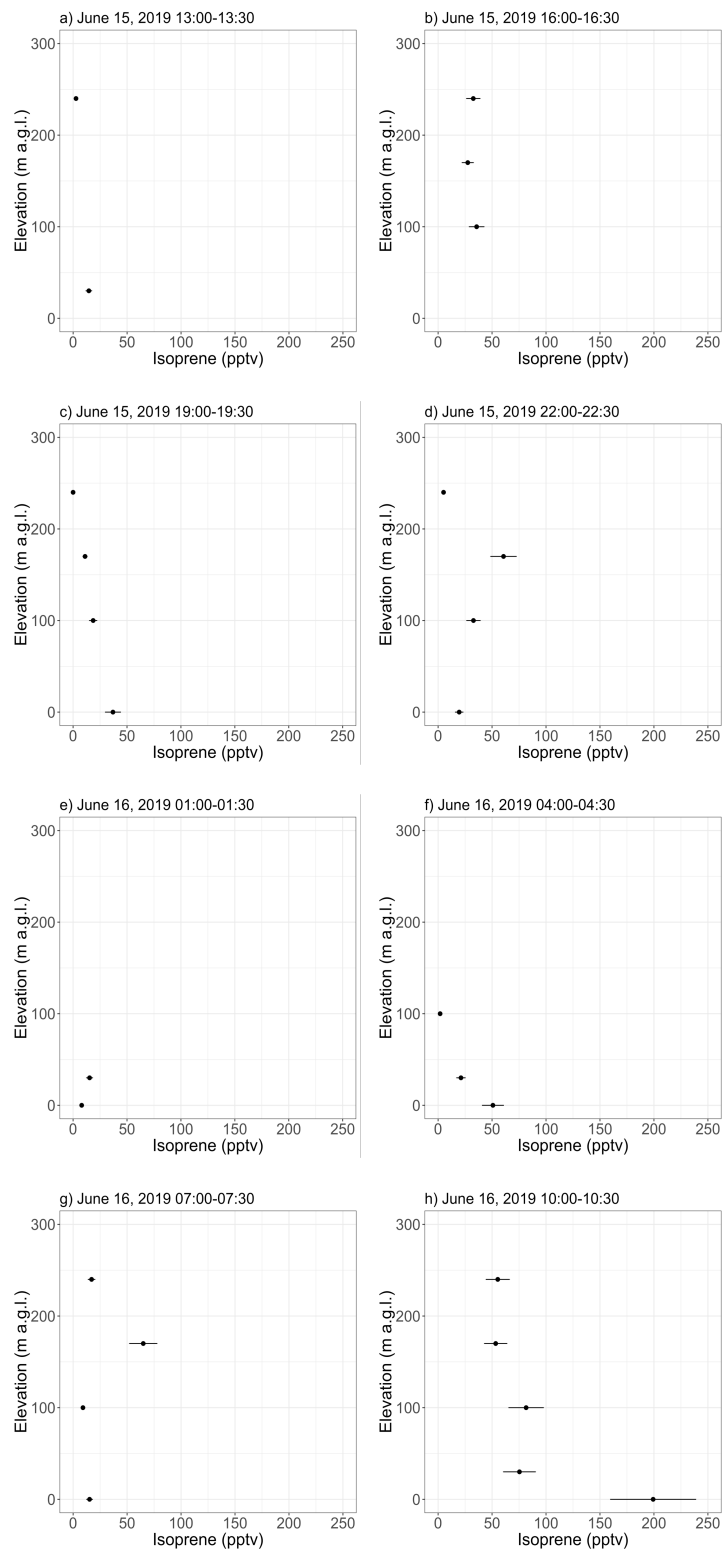 a) June 15, 2019 13:00-13:30
300
200
100
0
Elevation (m a.g.l.)
0 50 100 150 200 250
Isoprene (pptv)
b) June 15, 2019 16:00-16:30
300
200
100
0
Elevation (m a.g.l.)
0 50 100 150 200 250
Isoprene (pptv)
c) June 15, 2019 19:00-19:30
300
200
100
0
Elevation (m a.g.l.)
0 50 100 150 200 250
Isoprene (pptv)
d) June 15, 2019 22:00-22:30
300
200
100
0
Elevation (m a.g.l.)
0 50 100 150 200 250
Isoprene (pptv)
e) June 16, 2019 01:00-01:30
300
200
100
0
Elevation (m a.g.l.)
0 50 100 150 200 250
Isoprene (pptv)
f) June 16, 2019 04:00-04:30
300
200
100
0
Elevation (m a.g.l.)
0 50 100 150 200 250
Isoprene (pptv)
g) June 16, 2019 07:00-07:30
300
200
100
0
Elevation (m a.g.l.)
0 50 100 150 200 250
Isoprene (pptv)
h) June 16, 2019 10:00-10:30
300
200
100
0
Elevation (m a.g.l.)
0 50 100 150 200 250
Isoprene (pptv)